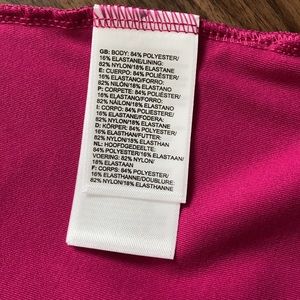 GB: BODY: 84% POLYESTER/
16% ELASTANE/LINING:
82% NYLON/18% ELASTANE
E: CUERPO: 84% POLIÉSTER/
16% ELASTANO/FORRO:
82% NILÓN/18% ELASTANO
P: CORPETE: 84% POLIÉSTER/
16% ELASTANO/FORRO:
82% NÁILON/18% ELASTANO
I: CORPO: 84% POLIESTERE/
16% ELASTANE/FODERA:
82% NYLON/18% ELASTANE
D: KÖRPER: 84% POLYESTER/
16% ELASTHAN/FUTTER:
82% NYLON/18% ELASTHAN
NL: HOOFDGEDEELTE:
84% POLYESTER/16% ELASTAAN/
VOERING: 82% NYLON/
18% ELASTAAN
F: CORPS: 84% POLYESTER/
16% ELASTHANNE/DOUBLURE:
82% NYLON/18% ELASTHANNE